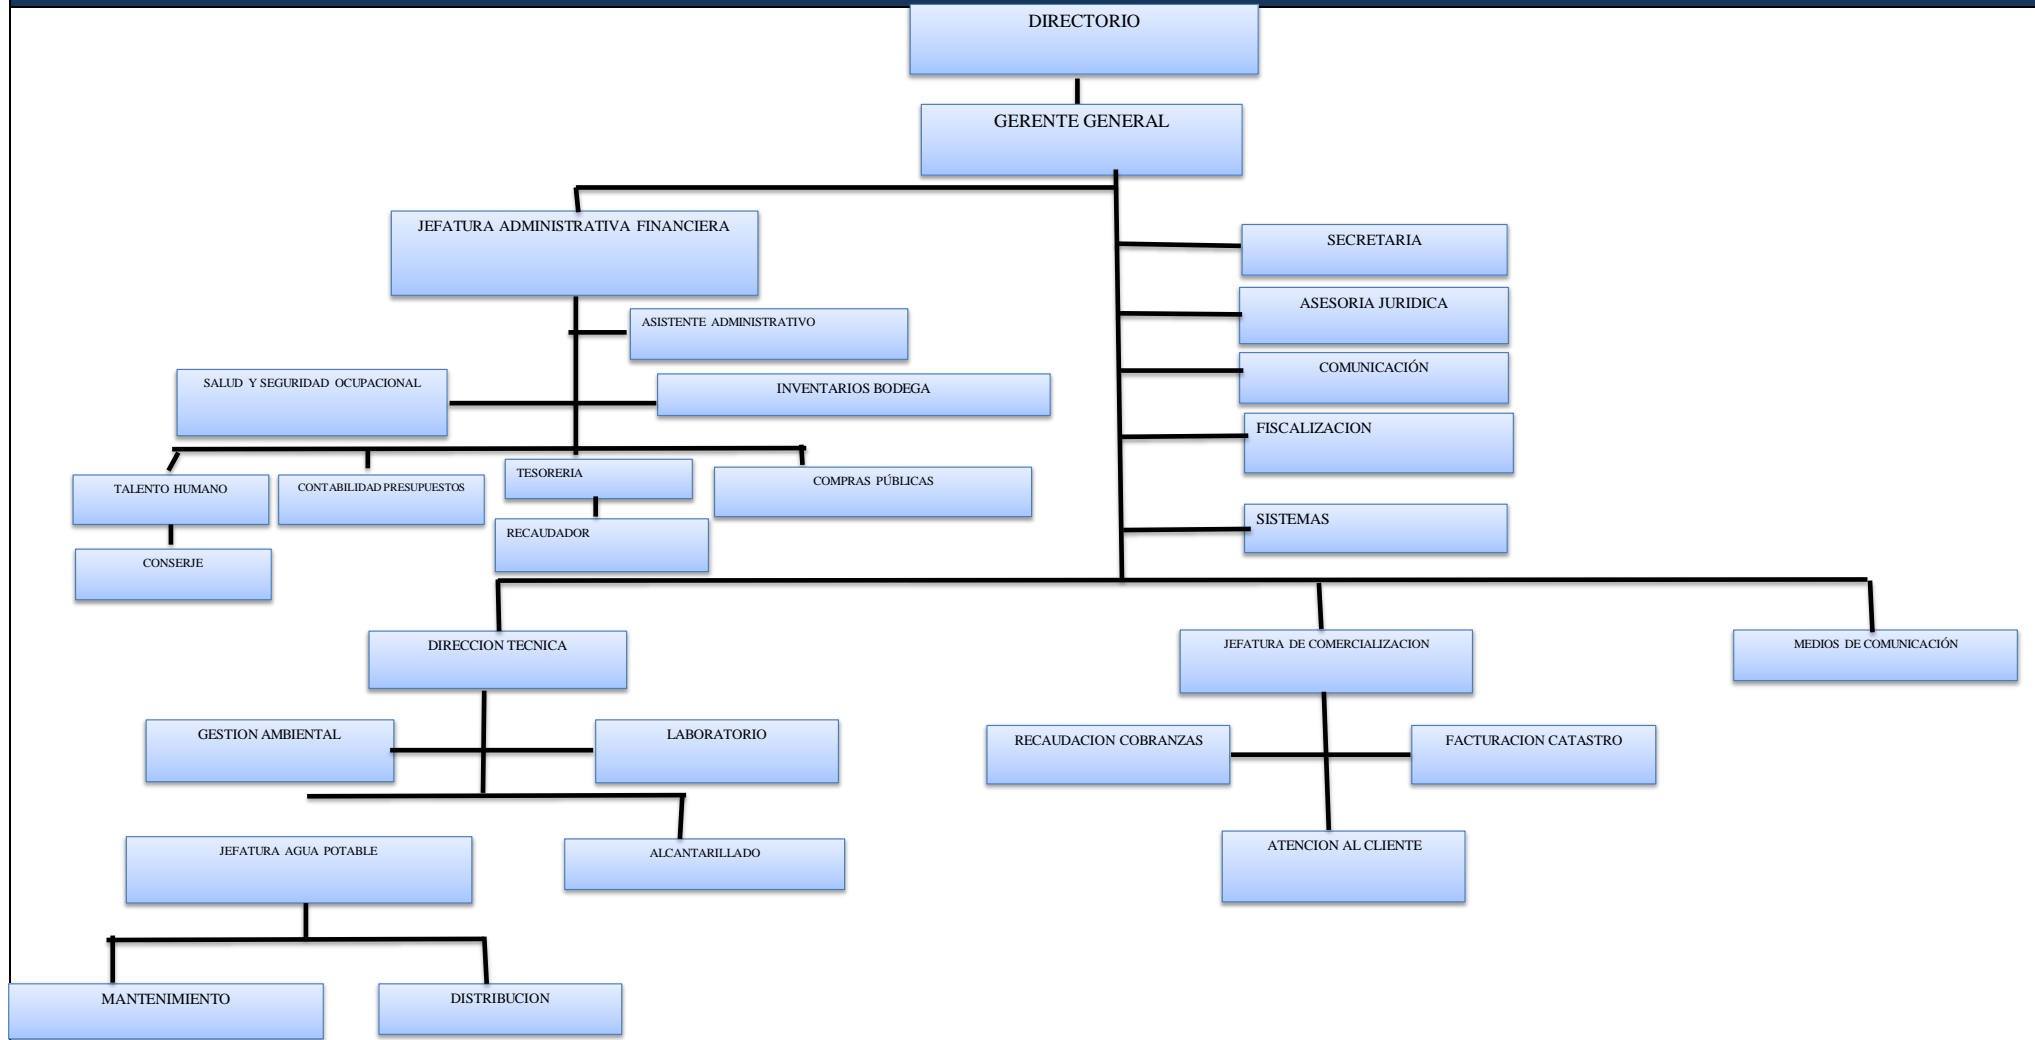 DIRECTORIO
GERENTE GENERAL
JEFATURA ADMINISTRATIVA FINANCIERA
SECRETARIA
ASESORIA JURIDICA
ASISTENTE ADMINISTRATIVO
COMUNICACIÓN
SALUD Y SEGURIDAD OCUPACIONAL
INVENTARIOS BODEGA
FISCALIZACION
TALENTO HUMANO
CONTABILIDAD PRESUPUESTOS
TESORERIA
COMPRAS PÚBLICAS
RECAUDADOR
SISTEMAS
CONSERJE
DIRECCION TECNICA
JEFATURA DE COMERCIALIZACION
MEDIOS DE COMUNICACIÓN
GESTION AMBIENTAL
LABORATORIO
RECAUDACION COBRANZAS
FACTURACION CATASTRO
JEFATURA AGUA POTABLE
ALCANTARILLADO
ATENCION AL CLIENTE
MANTENIMIENTO
DISTRIBUCION